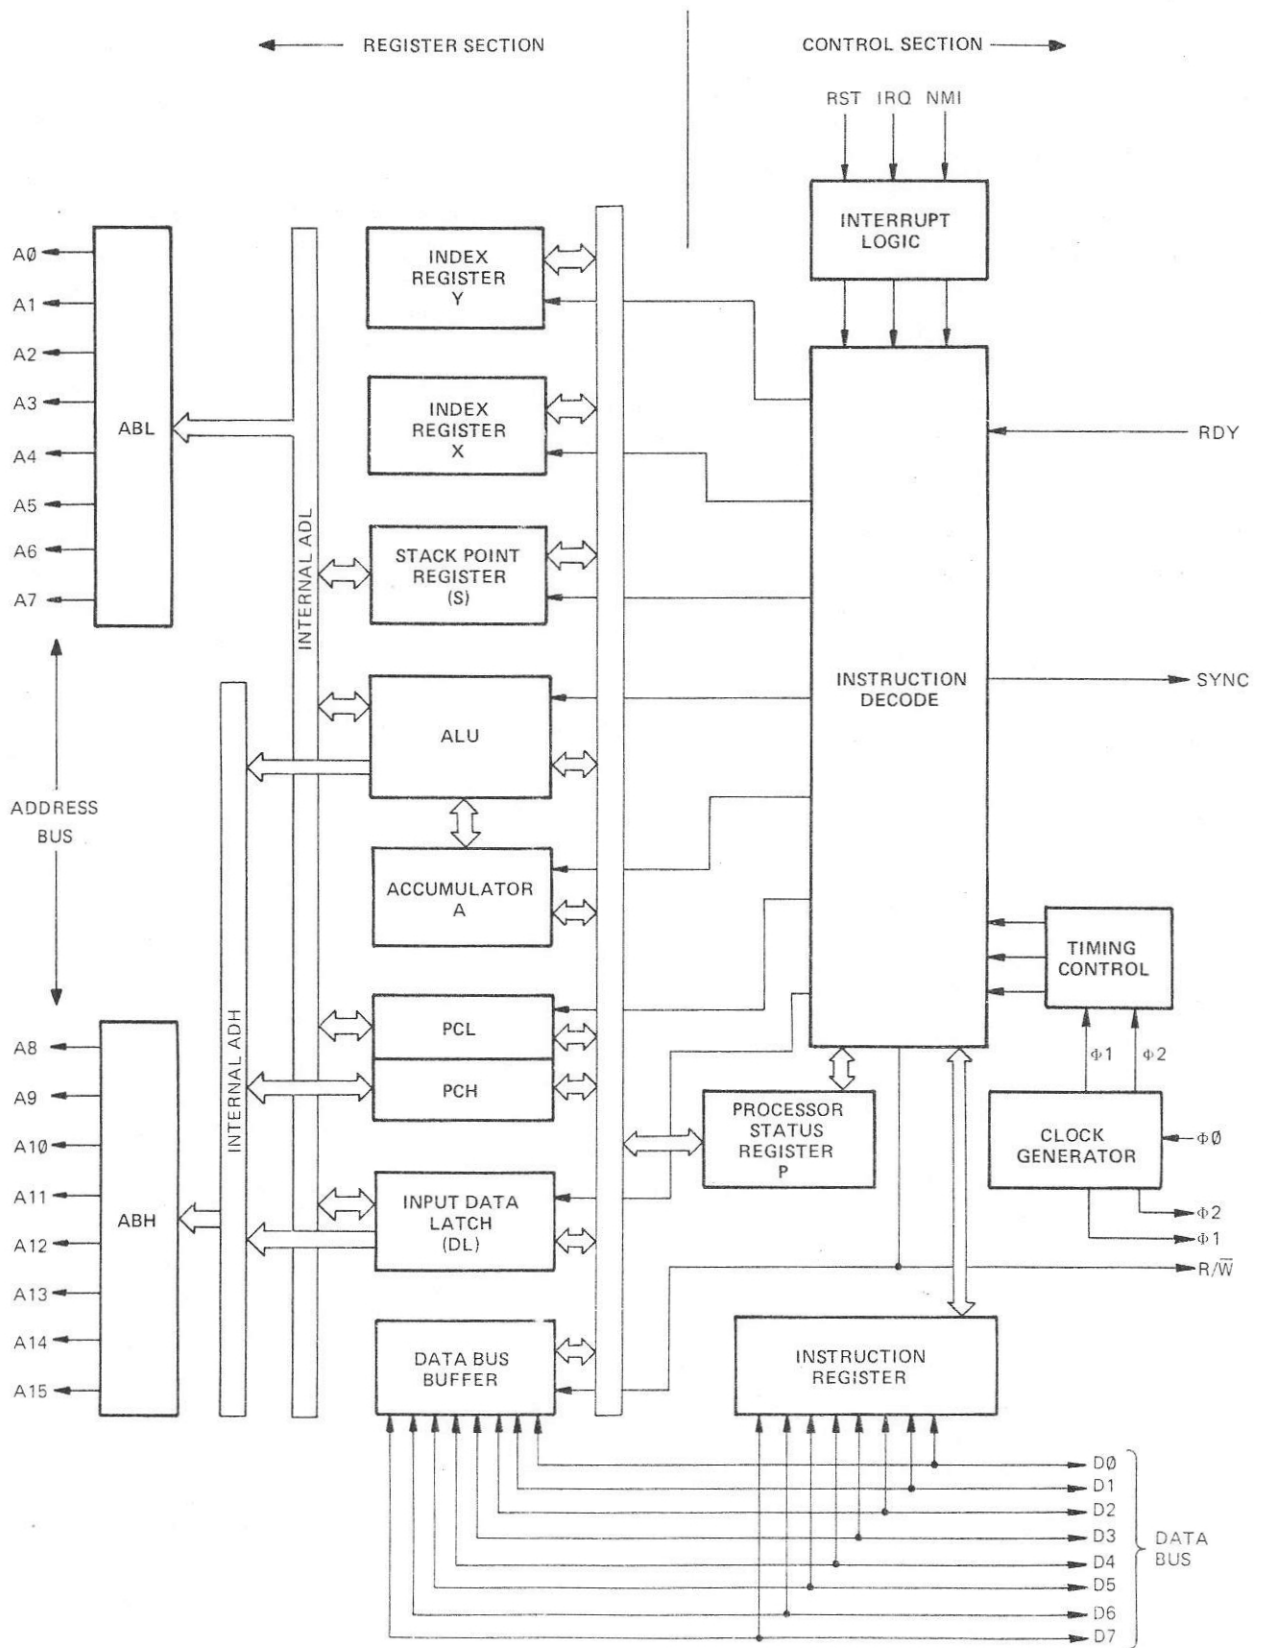 REGISTER SECTION
CONTROL SECTION
RST IRQ NMI
INTERRUPT
LOGIC
A0
A1
A2
A3
A4
A5
A6
A7
ABL
INTERNAL ADL
INDEX
REGISTER
Y
INDEX
REGISTER
X
STACK POINT
REGISTER
(S)
ALU
ACCUMULATOR
A
PCL
PCH
INPUT DATA
LATCH
(DL)
DATA BUS
BUFFER
INSTRUCTION
DECODE
RDY
SYNC
ADDRESS
BUS
INTERNAL ADH
A8
A9
A10
A11
A12
A13
A14
A15
ABH
TIMING
CONTROL
Φ1 Φ2
CLOCK
GENERATOR
Φ0
Φ2
Φ1
R/W̅
PROCESSOR
STATUS
REGISTER
P
INSTRUCTION
REGISTER
D0
D1
D2
D3
D4
D5
D6
D7
DATA
BUS